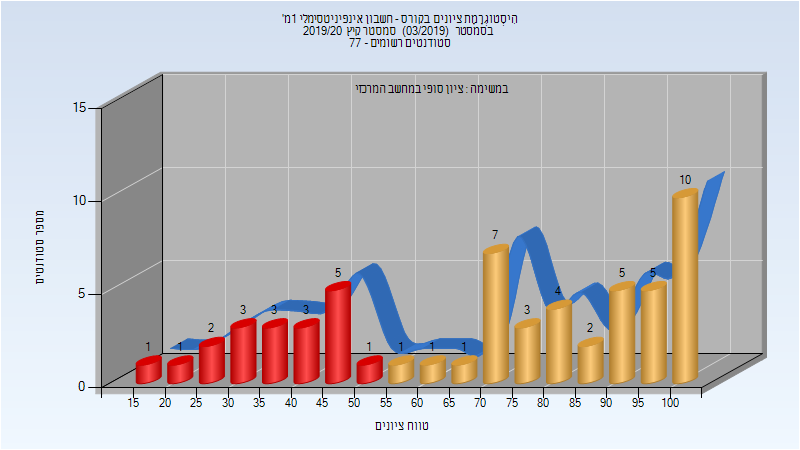 היסטוגרמת ציונים בקורס - חשבון אינפיניטסימלי 1מ'
בסמסטר (03/2019) סמסטר קיץ 2019/20
סטודנטים רשומים - 77
במשימה : ציון סופי במחשב המרכזי
15
10
5
0
מספר סטודנטים
1 1 2 3 3 3 5 1 1 1 1 7 3 4 2 5 5 10
15 20 25 30 35 40 45 50 55 60 65 70 75 80 85 90 95 100
טווח ציונים